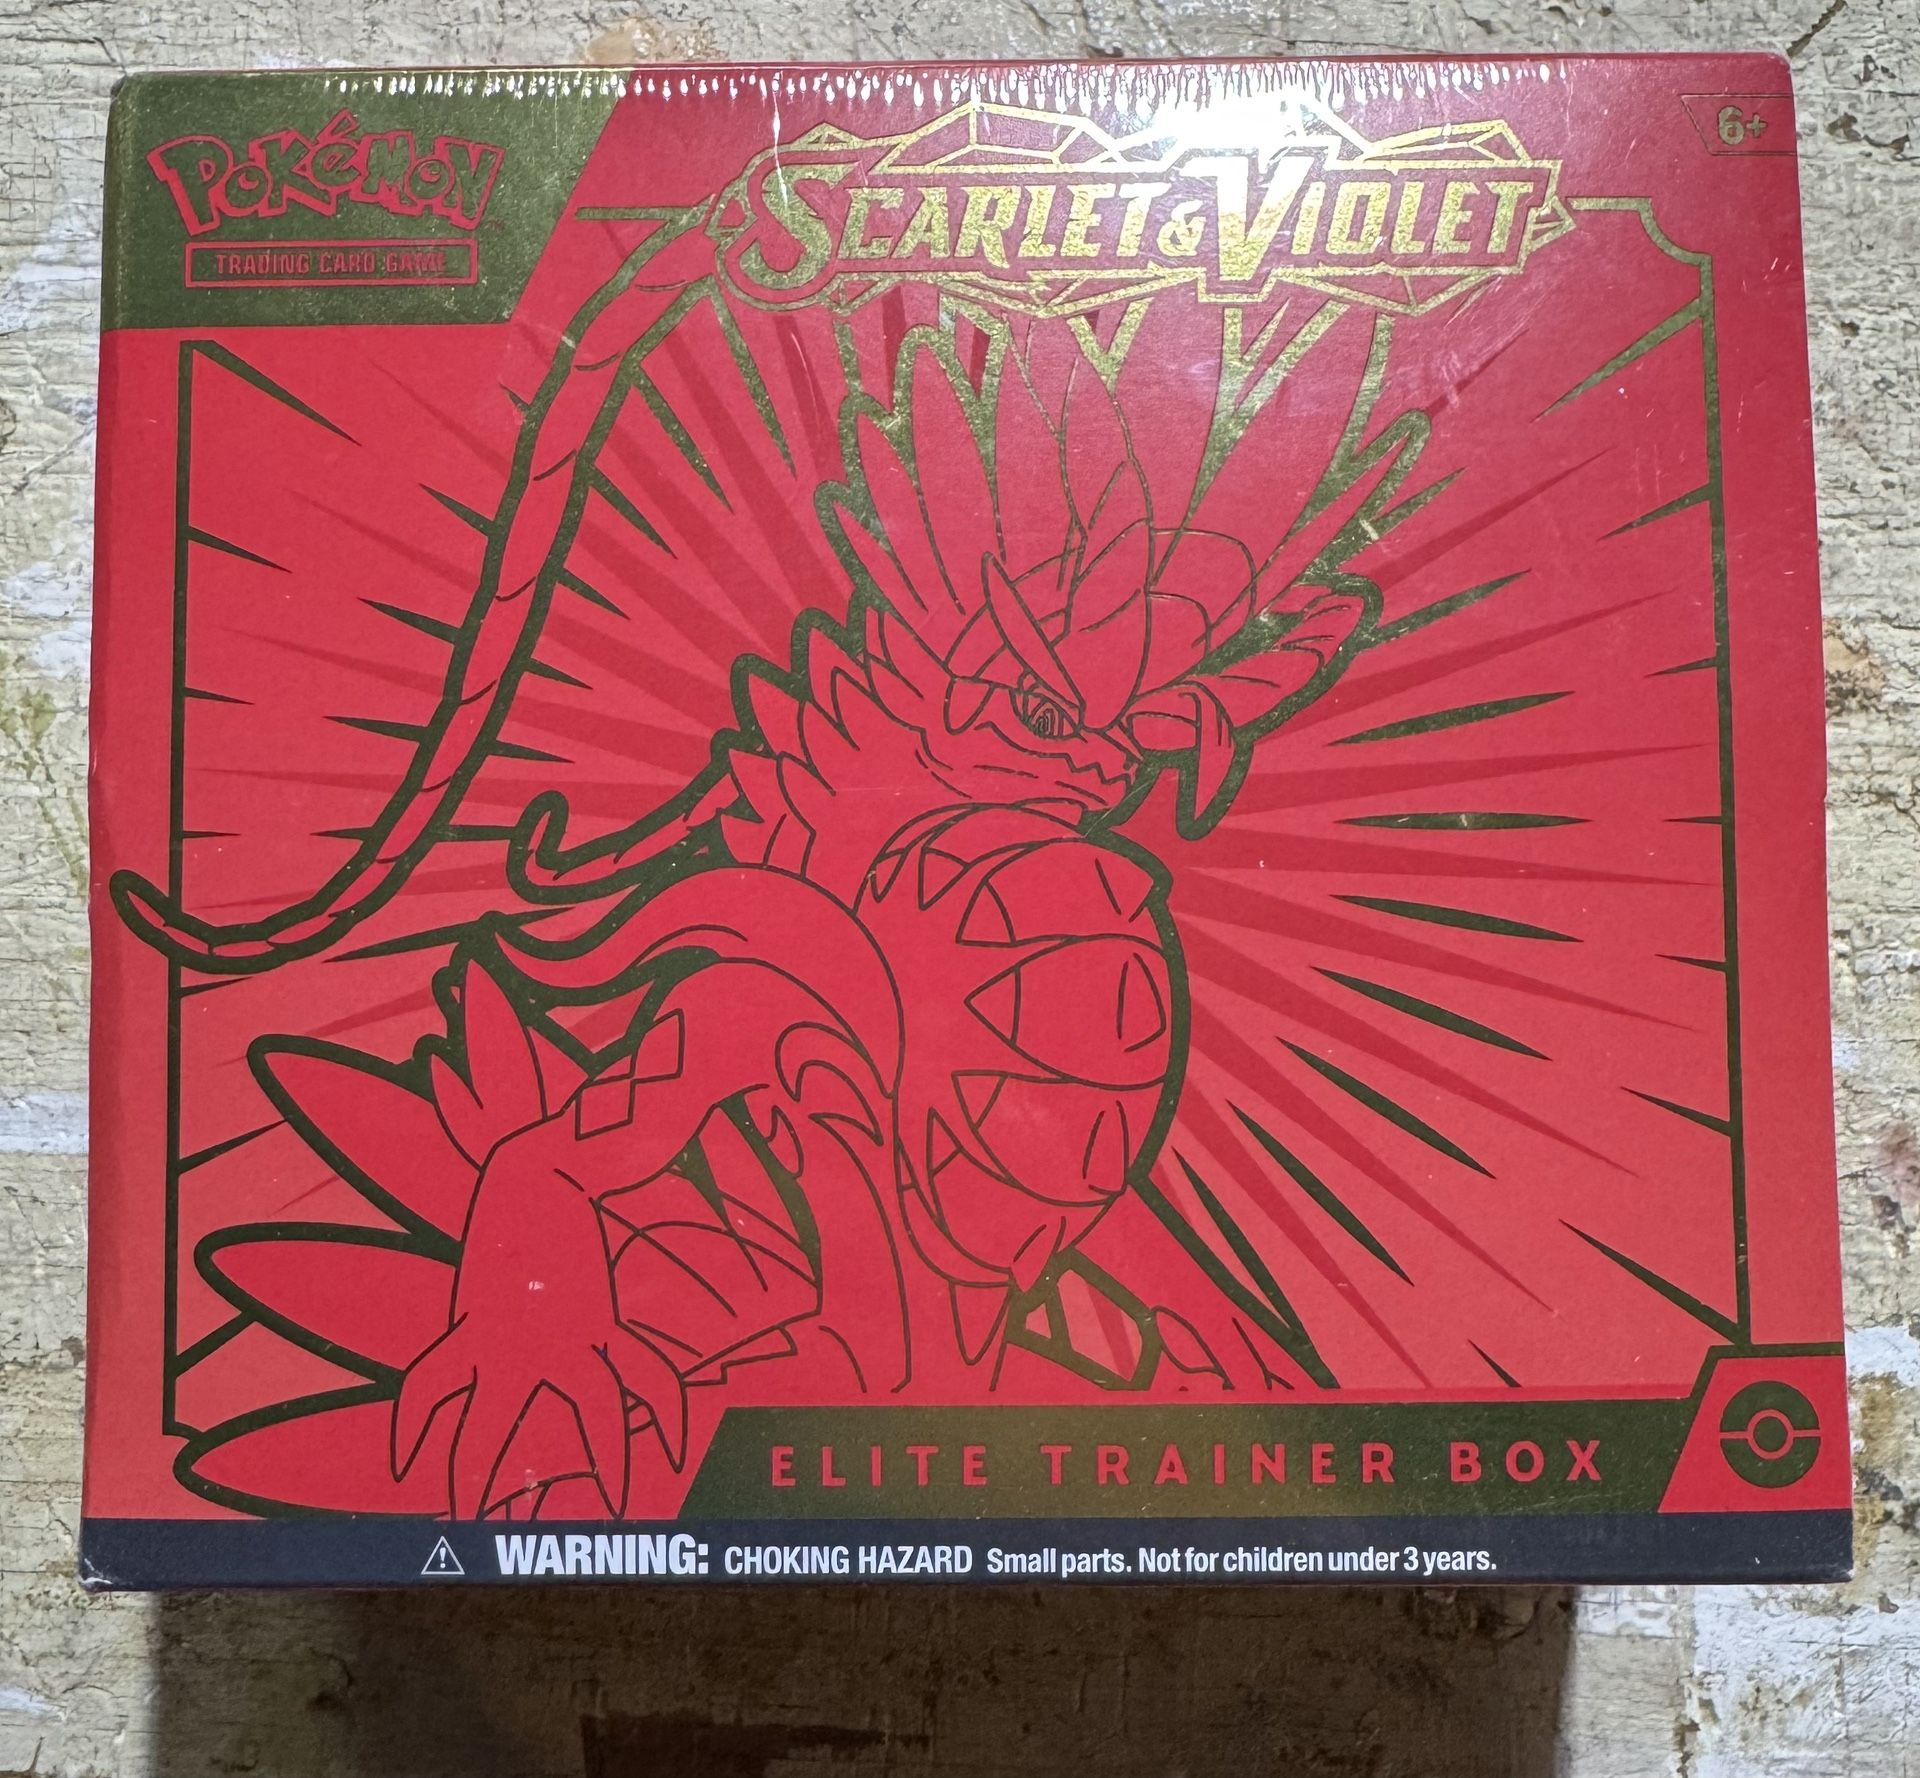 POKéMON™
TRADING CARD GAME
SCARLET & VIOLET
6+
ELITE TRAINER BOX
WARNING: CHOKING HAZARD Small parts. Not for children under 3 years.